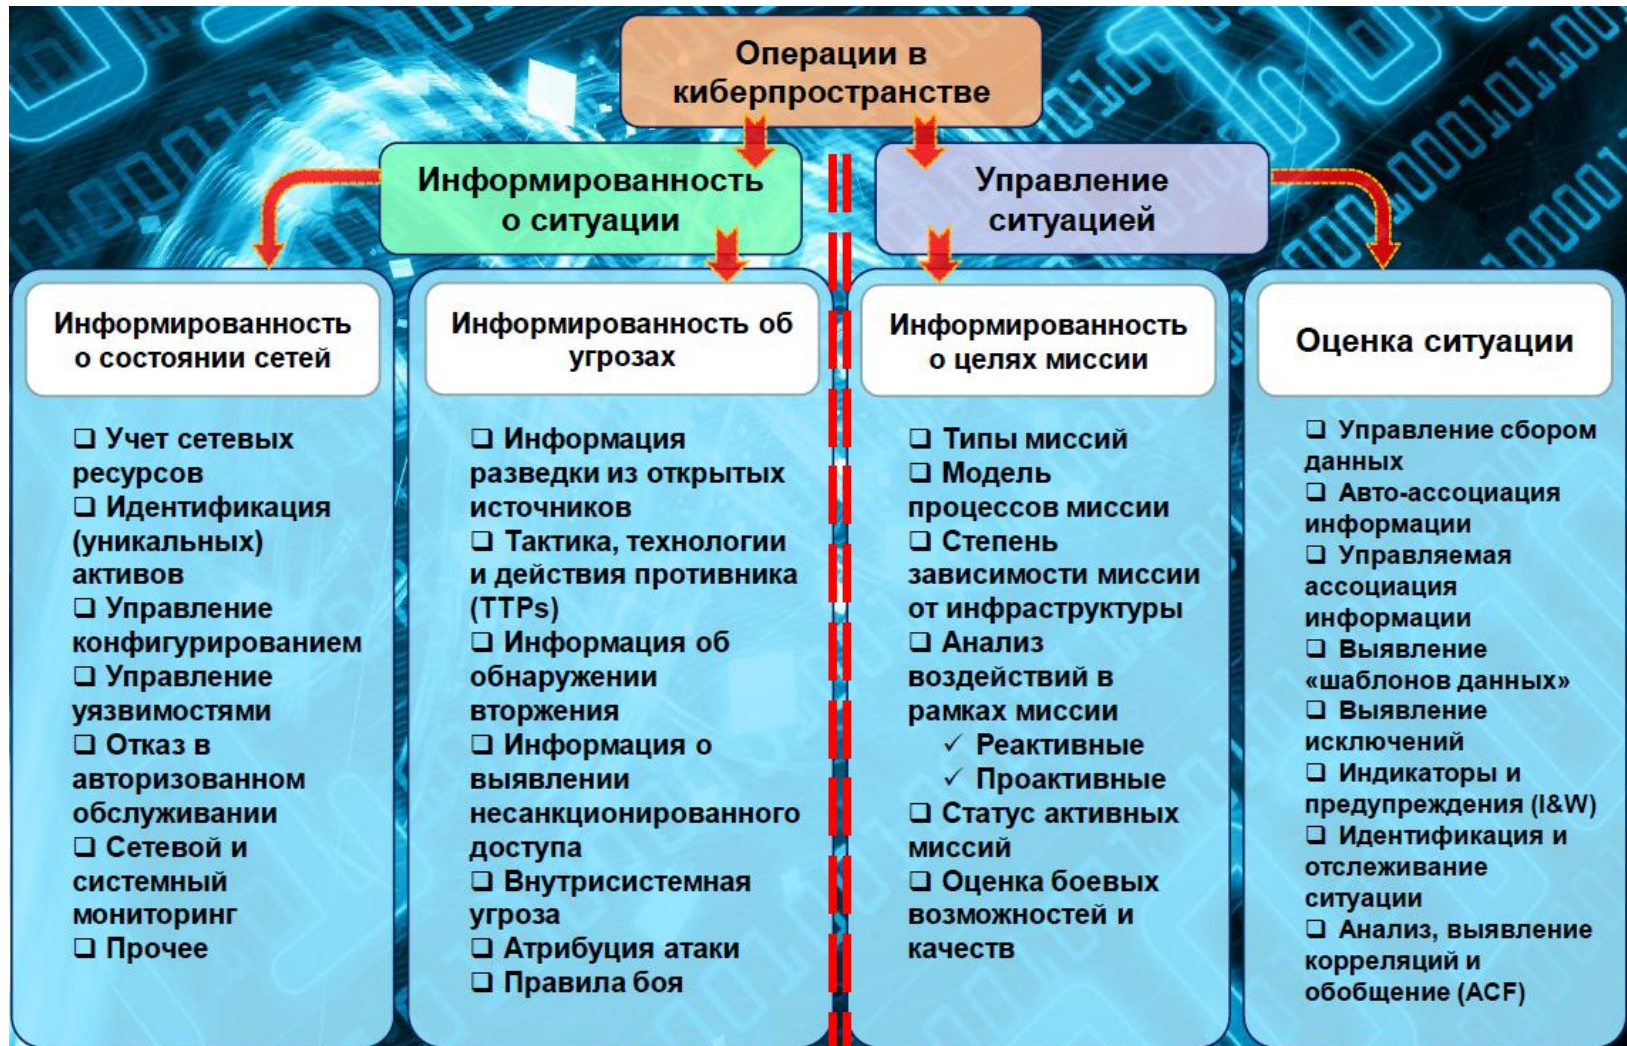 Операции в
киберпространстве
Информированность
о ситуации
Управление
ситуацией
Информированность
о состоянии сетей
❑ Учет сетевых
ресурсов
❑ Идентификация
(уникальных)
активов
❑ Управление
конфигурированием
❑ Управление
уязвимостями
❑ Отказ в
авторизованном
обслуживании
❑ Сетевой и
системный
мониторинг
❑ Прочее
Информированность об
угрозах
❑ Информация
разведки из открытых
источников
❑ Тактика, технологии
и действия противника
(TTPs)
❑ Информация об
обнаружении
вторжения
❑ Информация о
выявлении
несанкционированного
доступа
❑ Внутрисистемная
угроза
❑ Атрибуция атаки
❑ Правила боя
Информированность
о целях миссии
❑ Типы миссий
❑ Модель
процессов миссии
❑ Степень
зависимости миссии
от инфраструктуры
❑ Анализ
воздействий в
рамках миссии
✓ Реактивные
✓ Проактивные
❑ Статус активных
миссий
❑ Оценка боевых
возможностей и
качеств
Оценка ситуации
❑ Управление сбором
данных
❑ Авто-ассоциация
информации
❑ Управляемая
ассоциация
информации
❑ Выявление
«шаблонов данных»
❑ Выявление
исключений
❑ Индикаторы и
предупреждения (I&W)
❑ Идентификация и
отслеживание
ситуации
❑ Анализ, выявление
корреляций и
обобщение (ACF)